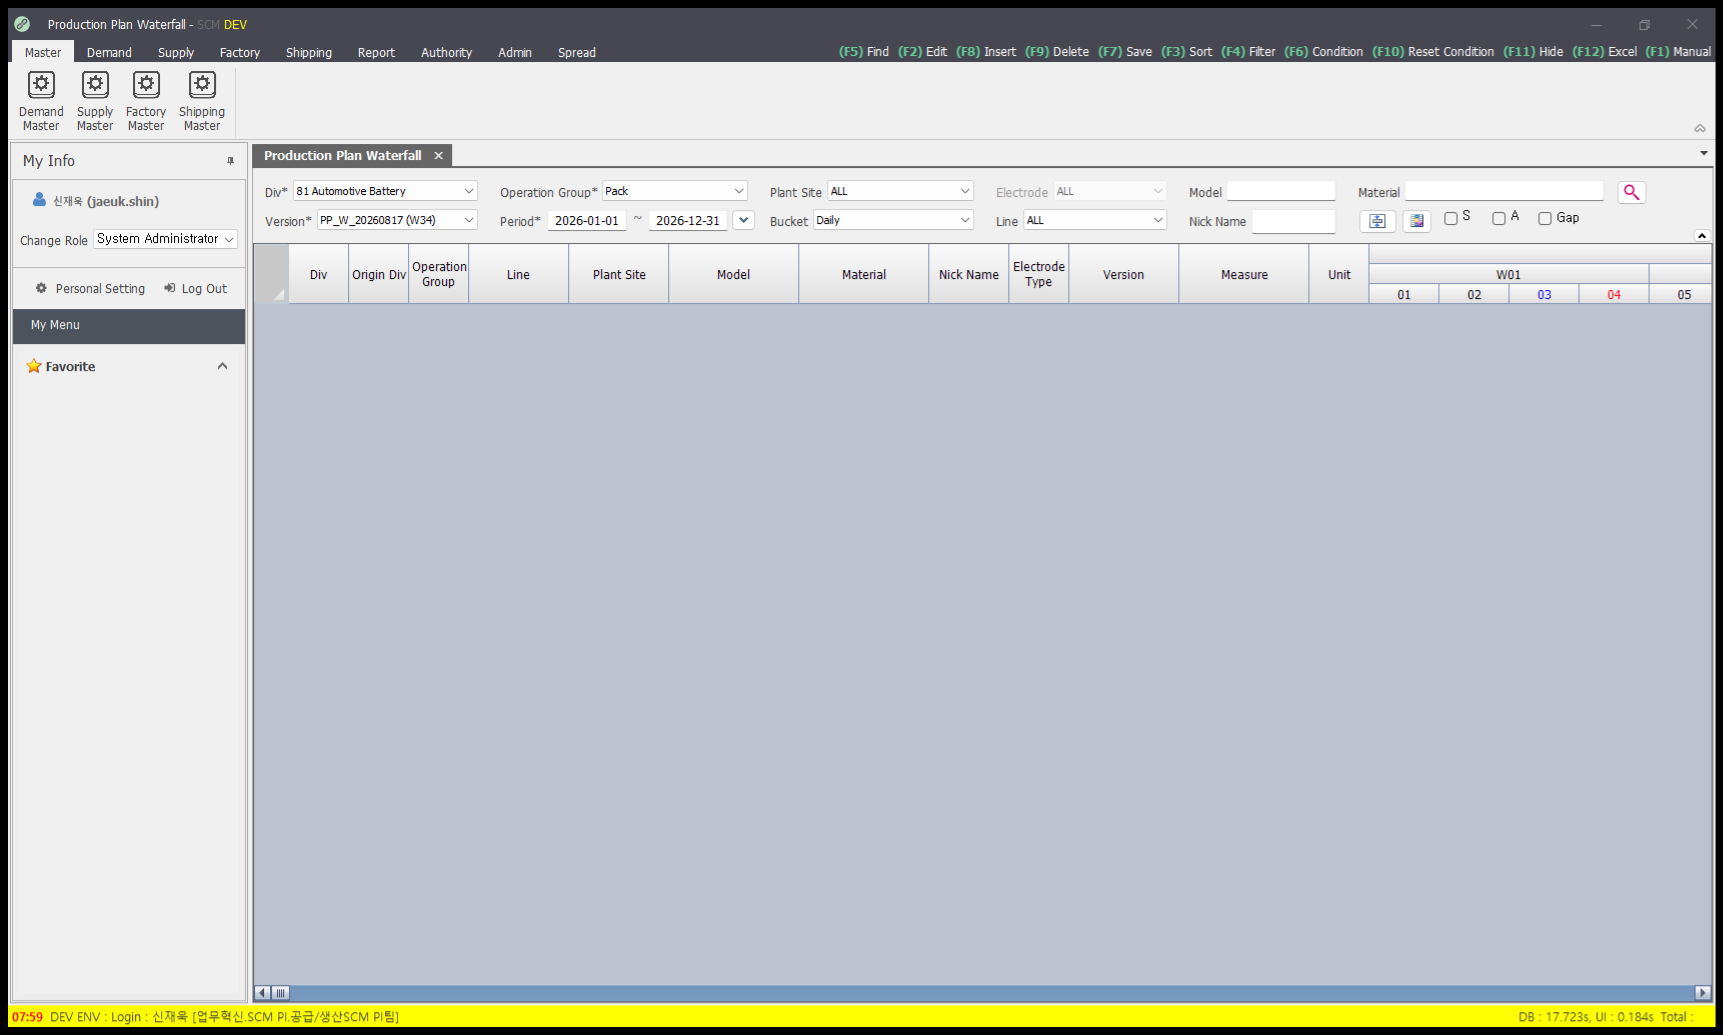 Production Plan Waterfall - SCM DEV
Master Demand Supply Factory Shipping Report Authority Admin Spread (F5) Find (F2) Edit (F8) Insert (F9) Delete (F7) Save (F3) Sort (F4) Filter (F6) Condition (F10) Reset Condition (F11) Hide (F12) Excel (F1) Manual
Demand Master
Supply Master
Factory Master
Shipping Master
My Info
신재욱 (jaeuk.shin)
Change Role System Administrator
Personal Setting Log Out
My Menu
Favorite
Production Plan Waterfall
Div* 81 Automotive Battery Operation Group* Pack Plant Site ALL Electrode ALL Model Material
Version* PP_W_20260817 (W34) Period* 2026-01-01 ~ 2026-12-31 Bucket Daily Line ALL Nick Name S A Gap
Div Origin Div Operation Group Line Plant Site Model Material Nick Name Electrode Type Version Measure Unit W01
01 02 03 04 05
07:59 DEV ENV : Login : 신재욱 [업무혁신.SCM PI.공급/생산SCM PI팀] DB : 17.723s, UI : 0.184s Total :